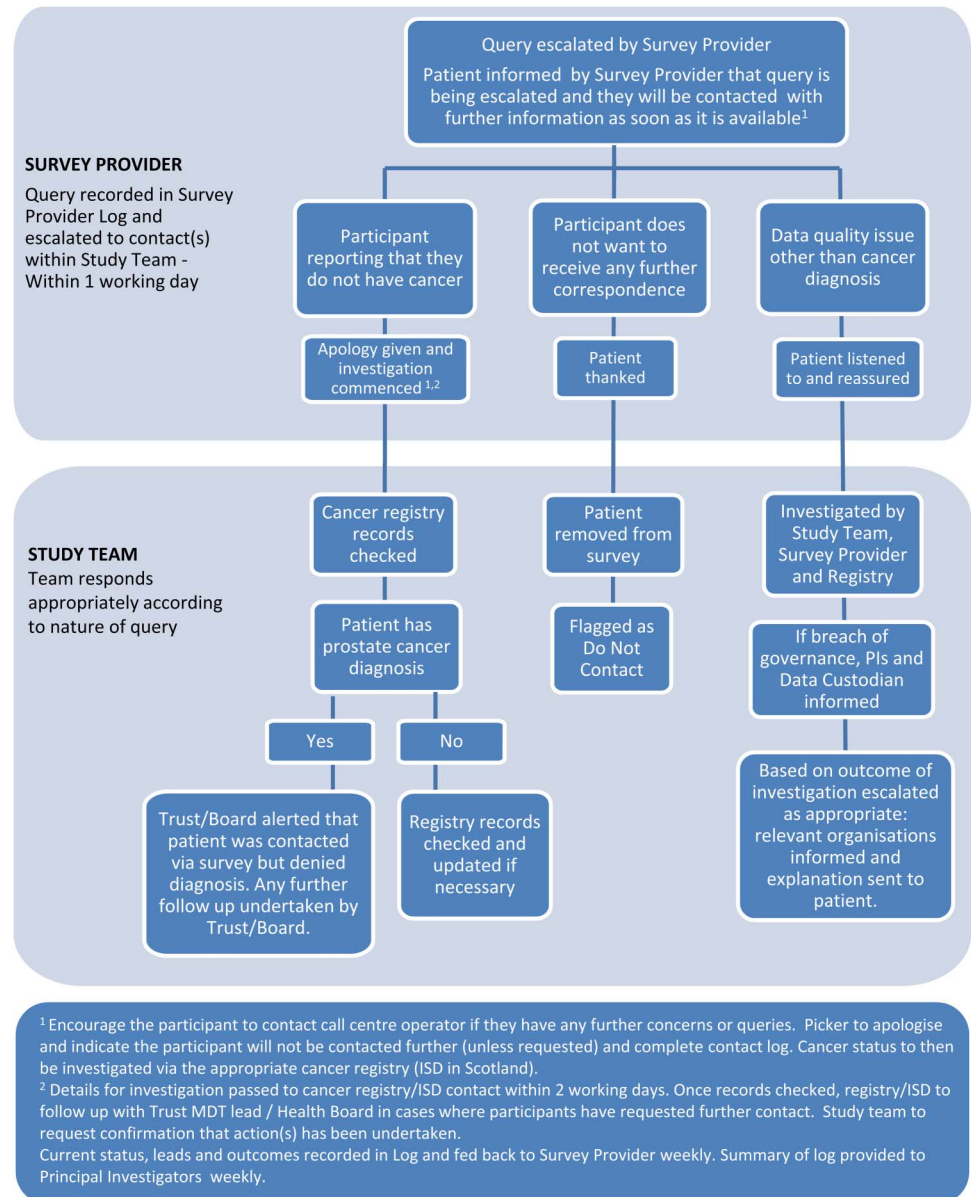 Query escalated by Survey Provider
Patient informed by Survey Provider that query is
being escalated and they will be contacted with
further information as soon as it is available¹
SURVEY PROVIDER
Query recorded in Survey
Provider Log and
escalated to contact(s)
within Study Team -
Within 1 working day
Participant
reporting that they
do not have cancer
Participant does
not want to
receive any further
correspondence
Data quality issue
other than cancer
diagnosis
Apology given and
investigation
commenced ¹,²
Patient
thanked
Patient listened
to and reassured
STUDY TEAM
Team responds
appropriately according
to nature of query
Cancer registry
records
checked
Patient
removed from
survey
Investigated by
Study Team,
Survey Provider
and Registry
Patient has
prostate cancer
diagnosis
Flagged as
Do Not
Contact
If breach of
governance, PIs and
Data Custodian
informed
Yes
No
Trust/Board alerted that
patient was contacted
via survey but denied
diagnosis. Any further
follow up undertaken by
Trust/Board.
Registry records
checked and
updated if
necessary
Based on outcome of
investigation escalated
as appropriate:
relevant organisations
informed and
explanation sent to
patient.
¹ Encourage the participant to contact call centre operator if they have any further concerns or queries. Picker to apologise
and indicate the participant will not be contacted further (unless requested) and complete contact log. Cancer status to then
be investigated via the appropriate cancer registry (ISD in Scotland).
² Details for investigation passed to cancer registry/ISD contact within 2 working days. Once records checked, registry/ISD to
follow up with Trust MDT lead / Health Board in cases where participants have requested further contact. Study team to
request confirmation that action(s) has been undertaken.
Current status, leads and outcomes recorded in Log and fed back to Survey Provider weekly. Summary of log provided to
Principal Investigators weekly.